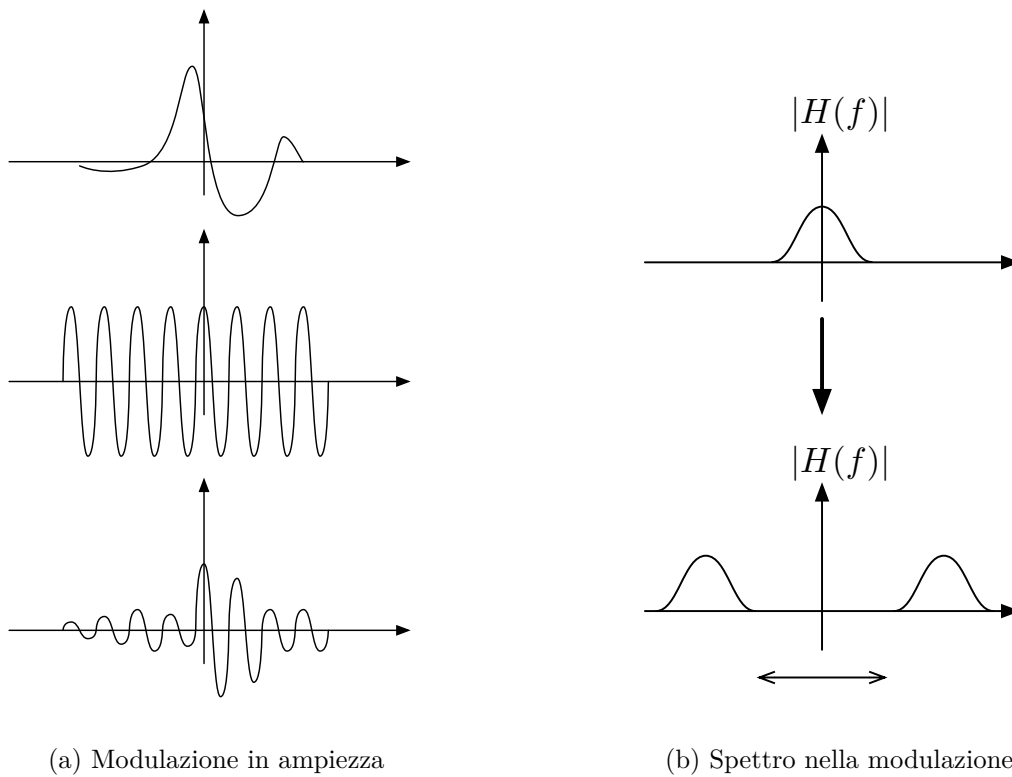 |H(f)|
|H(f)|
(a) Modulazione in ampiezza
(b) Spettro nella modulazione